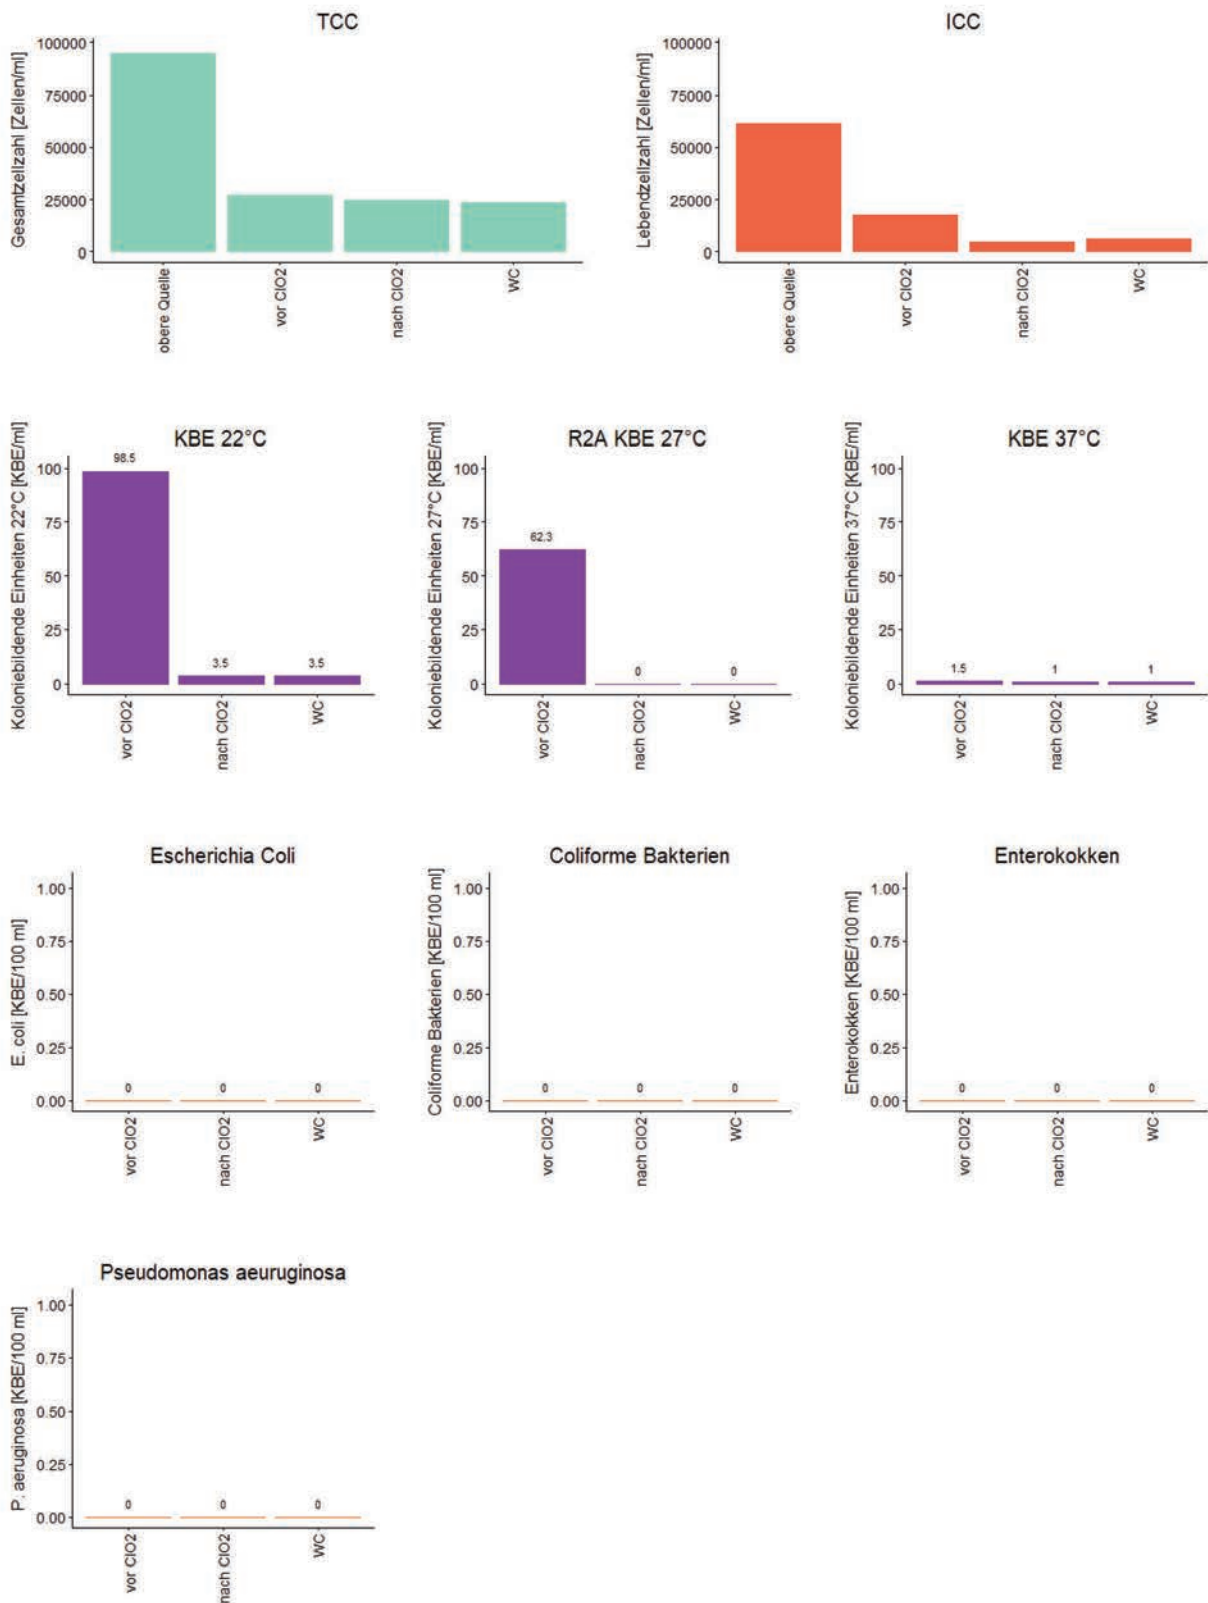 TCC
Gesamtzellzahl [Zellen/ml]
100000
75000
50000
25000
0
obere Quelle
vor ClO2
nach ClO2
WC
ICC
Lebendzellzahl [Zellen/ml]
100000
75000
50000
25000
0
obere Quelle
vor ClO2
nach ClO2
WC
KBE 22°C
Koloniebildende Einheiten 22°C [KBE/ml]
100
75
50
25
0
98.5
3.5
3.5
vor ClO2
nach ClO2
WC
R2A KBE 27°C
Koloniebildende Einheiten 27°C [KBE/ml]
100
75
50
25
0
62.3
0
0
vor ClO2
nach ClO2
WC
KBE 37°C
Koloniebildende Einheiten 37°C [KBE/ml]
100
75
50
25
0
1.5
1
1
vor ClO2
nach ClO2
WC
Escherichia Coli
E. coli [KBE/100 ml]
1.00
0.75
0.50
0.25
0.00
0
0
0
vor ClO2
nach ClO2
WC
Coliforme Bakterien
Coliforme Bakterien [KBE/100 ml]
1.00
0.75
0.50
0.25
0.00
0
0
0
vor ClO2
nach ClO2
WC
Enterokokken
Enterokokken [KBE/100 ml]
1.00
0.75
0.50
0.25
0.00
0
0
0
vor ClO2
nach ClO2
WC
Pseudomonas aeuruginosa
P. aeruginosa [KBE/100 ml]
1.00
0.75
0.50
0.25
0.00
0
0
0
vor ClO2
nach ClO2
WC